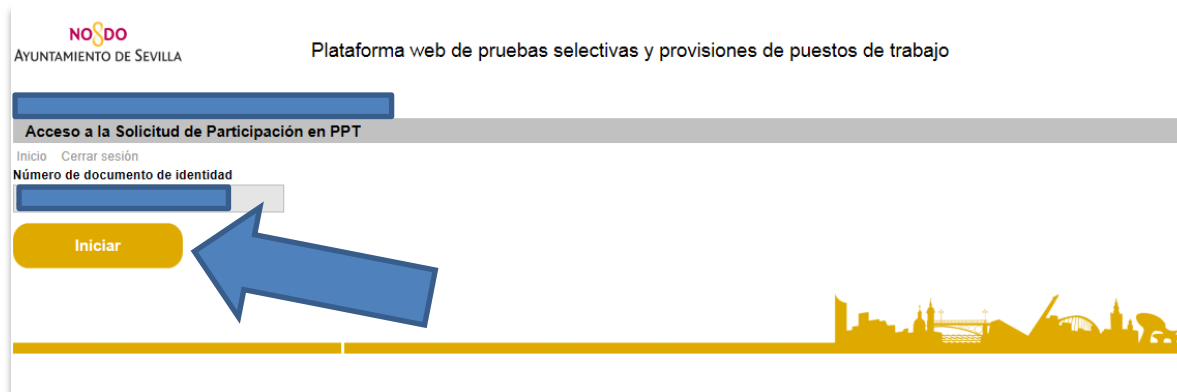 NO8DO
AYUNTAMIENTO DE SEVILLA
Plataforma web de pruebas selectivas y provisiones de puestos de trabajo
Acceso a la Solicitud de Participación en PPT
Inicio Cerrar sesión
Número de documento de identidad
Iniciar